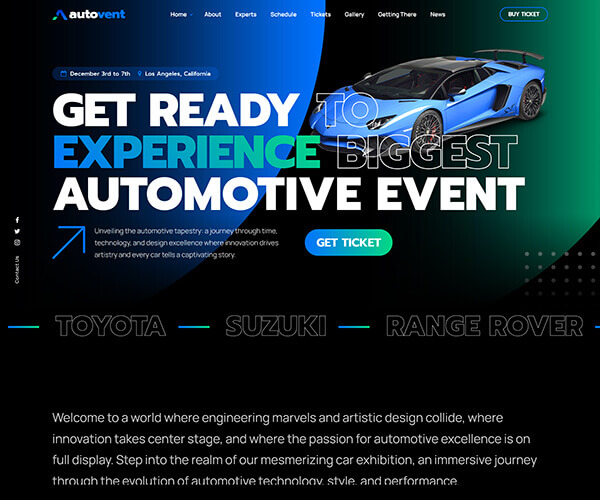 autovent
Home About Experts Schedule Tickets Gallery Getting There News
BUY TICKET
December 3rd to 7th Los Angeles, California
GET READY TO
EXPERIENCE BIGGEST
AUTOMOTIVE EVENT
Unveiling the automotive tapestry: a journey through time,
technology, and design excellence where innovation drives
artistry and every car tells a captivating story.
GET TICKET
Contact Us
TOYOTA SUZUKI RANGE ROVER
Welcome to a world where engineering marvels and artistic design collide, where
innovation takes center stage, and where the passion for automotive excellence is on
full display. Step into the realm of our mesmerizing car exhibition, an immersive journey
through the evolution of automotive technology, style, and performance.